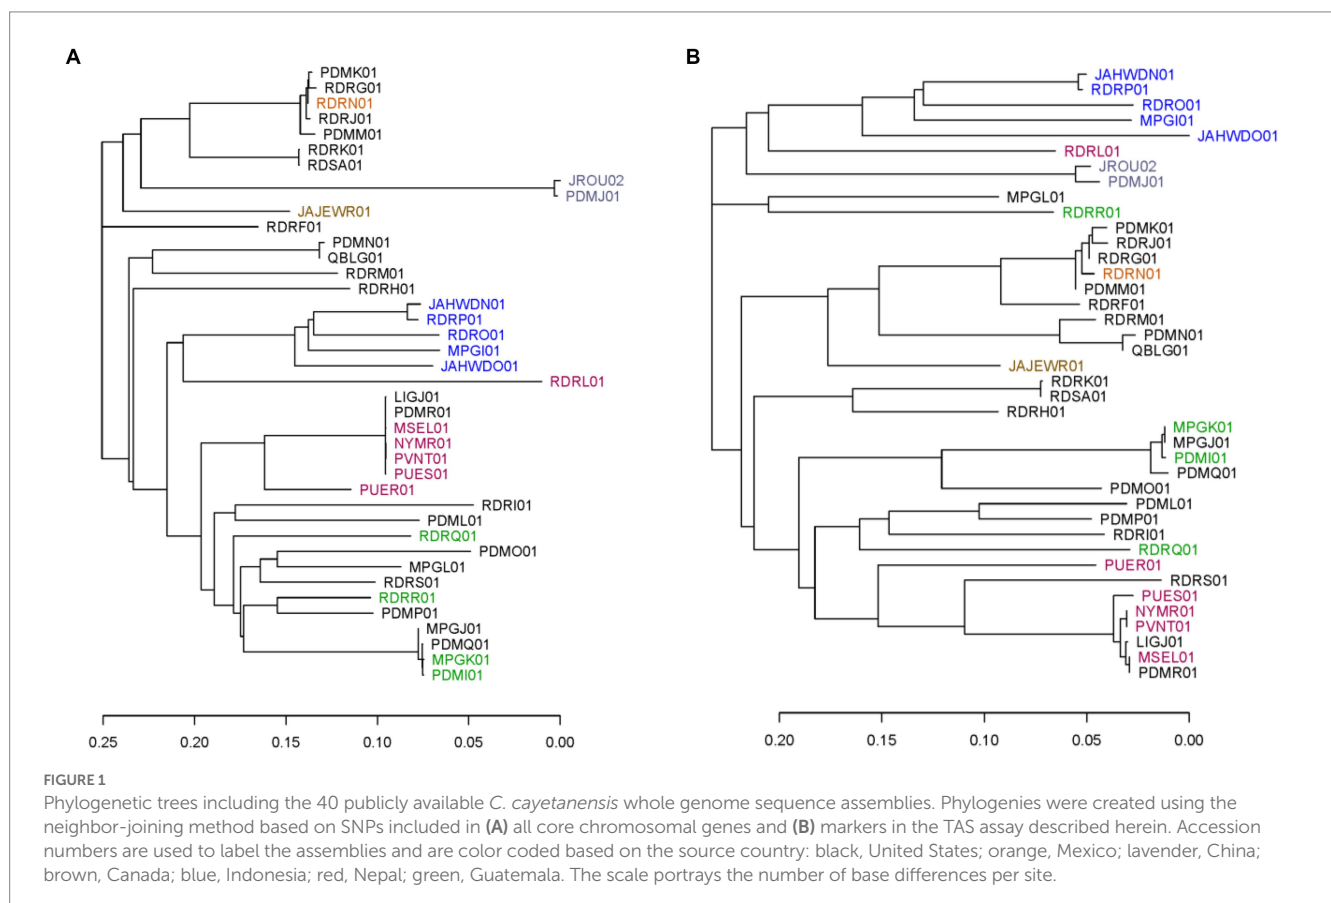 A
PDMK01
RDRG01
RDRN01
RDRJ01
PDMM01
RDRK01
RDSA01
JROU02
PDMJ01
JAJEWR01
RDRF01
PDMN01
QBLG01
RDRM01
RDRH01
JAHWDN01
RDRP01
RDRO01
MPGI01
JAHWDO01
RDRL01
LIGJ01
PDMR01
MSEL01
NYMR01
PVNT01
PUES01
PUER01
RDRI01
PDML01
RDRQ01
PDMO01
MPGL01
RDRS01
RDRR01
PDMP01
MPGJ01
PDMQ01
MPGK01
PDMI01
0.25 0.20 0.15 0.10 0.05 0.00
B
JAHWDN01
RDRP01
RDRO01
MPGI01
JAHWDO01
RDRL01
JROU02
PDMJ01
MPGL01
RDRR01
PDMK01
RDRJ01
RDRG01
RDRN01
PDMM01
RDRF01
RDRM01
PDMN01
QBLG01
JAJEWR01
RDRK01
RDSA01
RDRH01
MPGK01
MPGJ01
PDMI01
PDMQ01
PDMO01
PDML01
PDMP01
RDRI01
RDRQ01
PUER01
RDRS01
PUES01
NYMR01
PVNT01
LIGJ01
MSEL01
PDMR01
0.20 0.15 0.10 0.05 0.00
FIGURE 1
Phylogenetic trees including the 40 publicly available C. cayetanensis whole genome sequence assemblies. Phylogenies were created using the
neighbor-joining method based on SNPs included in (A) all core chromosomal genes and (B) markers in the TAS assay described herein. Accession
numbers are used to label the assemblies and are color coded based on the source country: black, United States; orange, Mexico; lavender, China;
brown, Canada; blue, Indonesia; red, Nepal; green, Guatemala. The scale portrays the number of base differences per site.